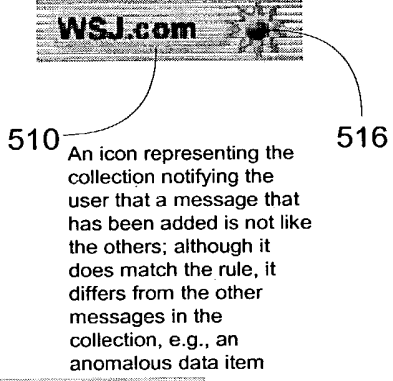 WSJ.com
510
516
An icon representing the
collection notifying the
user that a message that
has been added is not like
the others; although it
does match the rule, it
differs from the other
messages in the
collection, e.g., an
anomalous data item